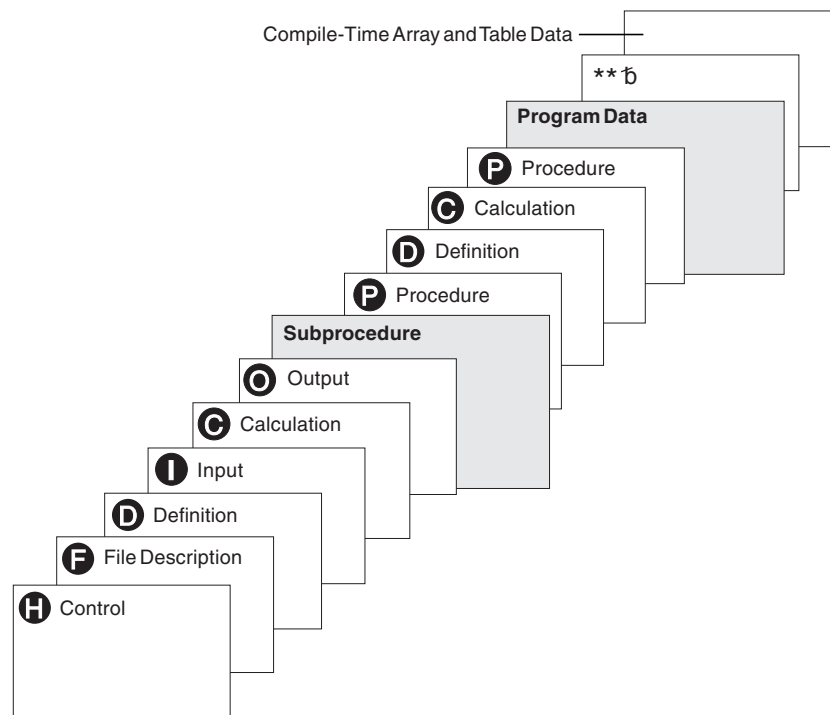 Compile-Time Array and Table Data
**ƀ
Program Data
P Procedure
C Calculation
D Definition
P Procedure
Subprocedure
O Output
C Calculation
I Input
D Definition
F File Description
H Control